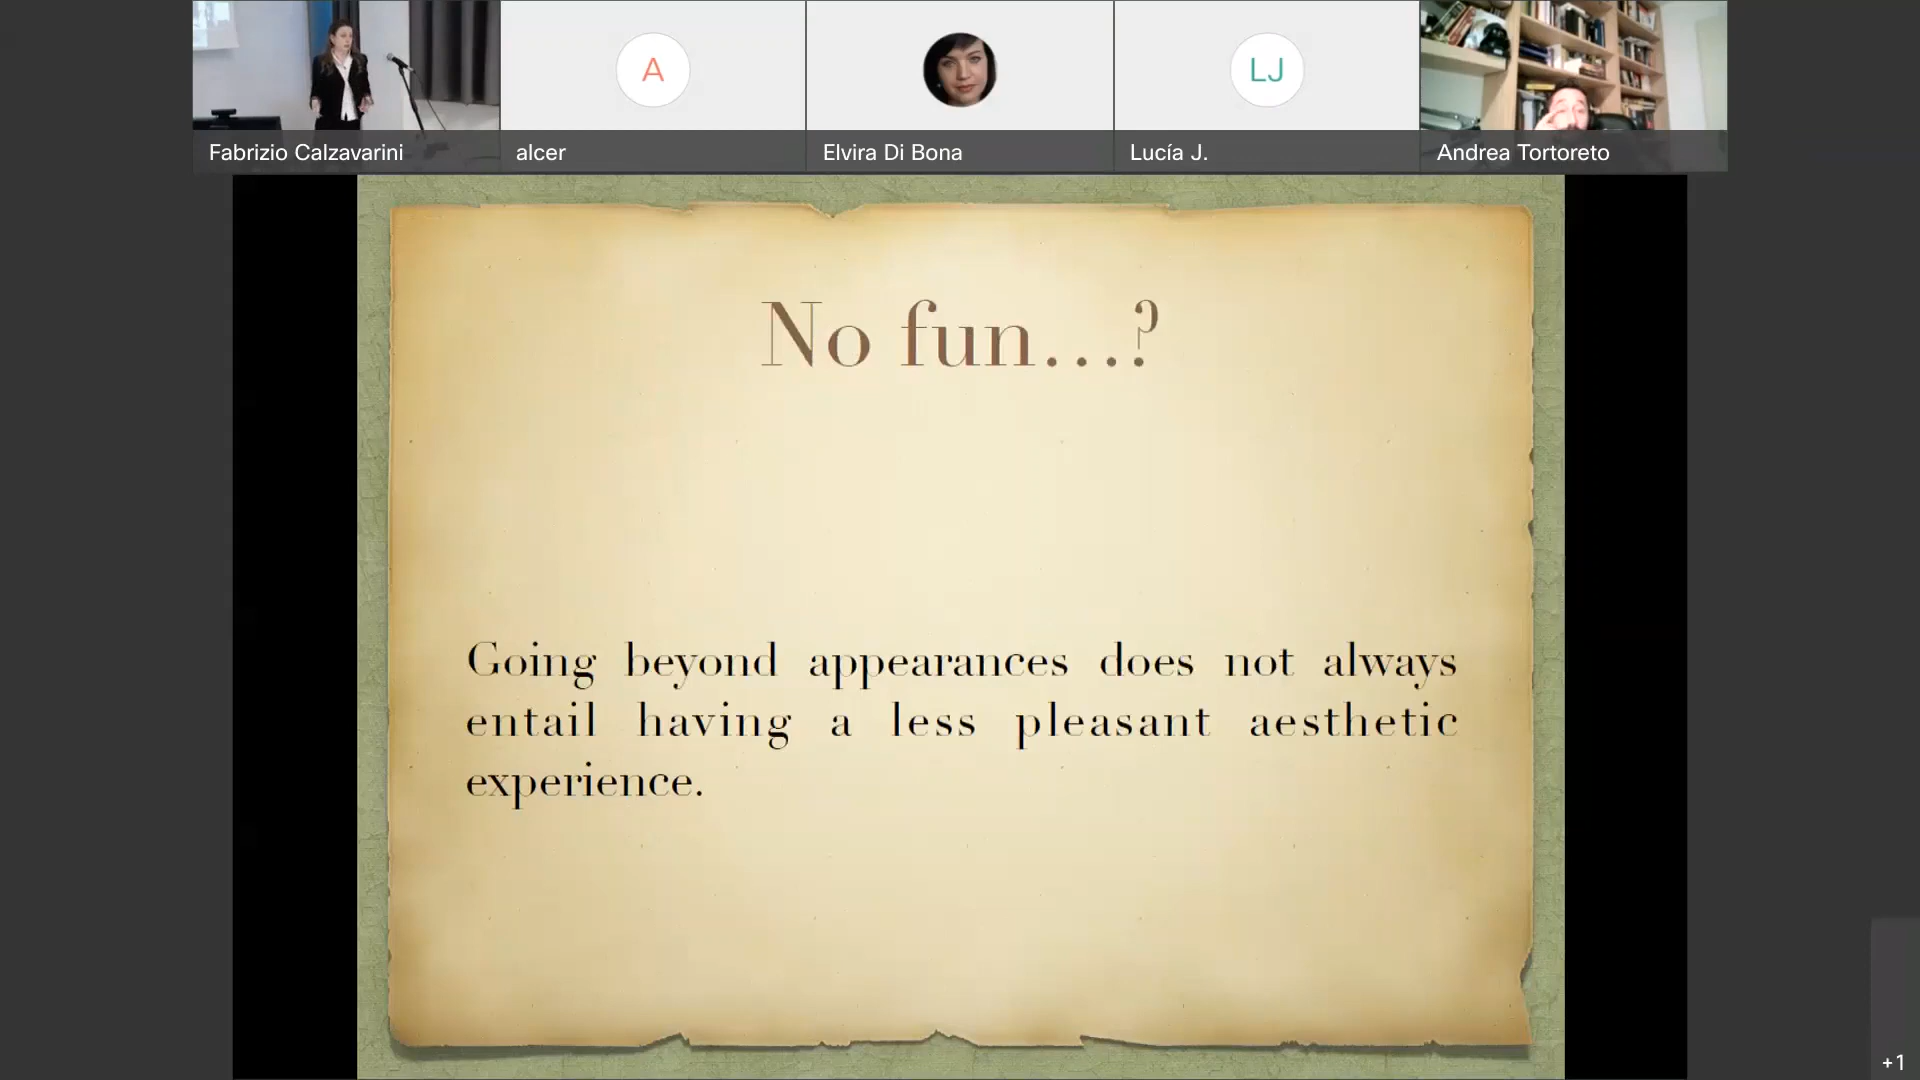 A
LJ
Fabrizio Calzavarini
alcer
Elvira Di Bona
Lucía J.
Andrea Tortoreto
No fun...?
Going beyond appearances does not always
entail having a less pleasant aesthetic
experience.
+1